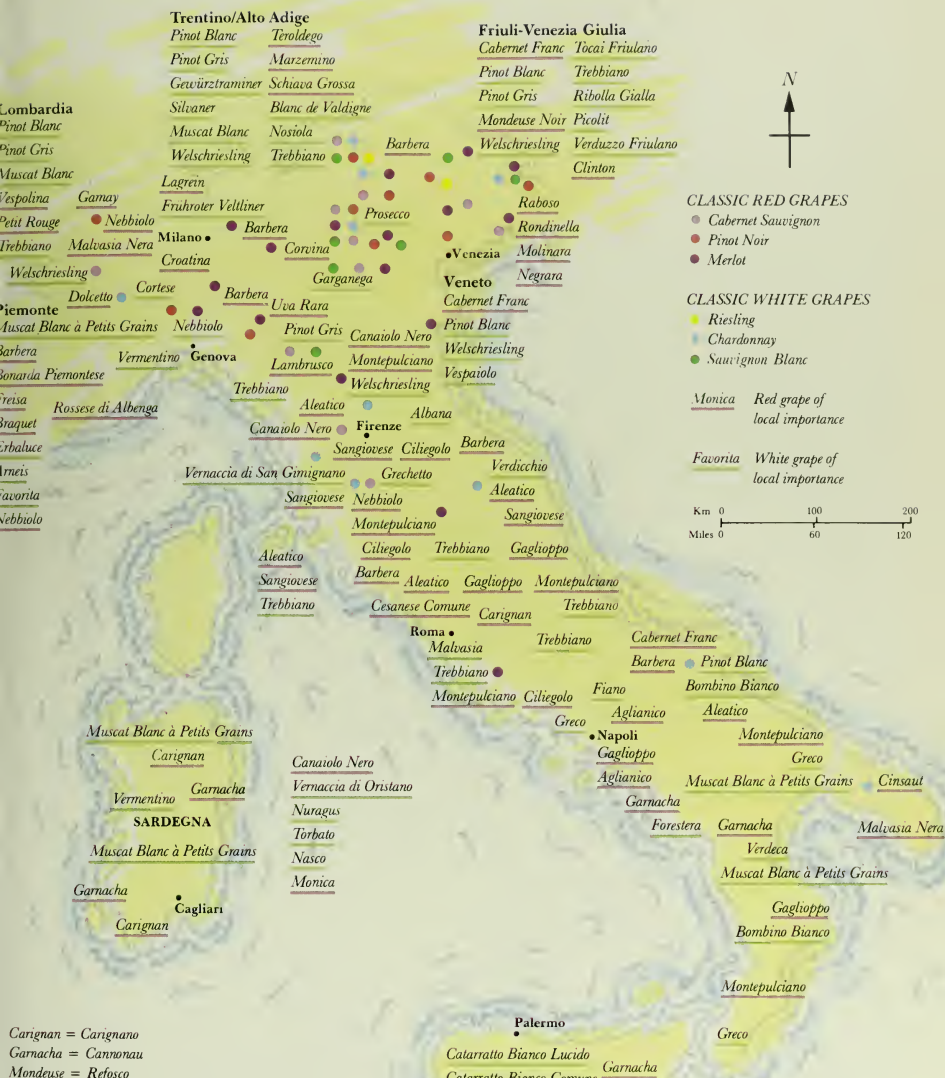 Trentino/Alto Adige
Pinot Blanc Teroldego
Pinot Gris Marzemino
Gewürztraminer Schiava Grossa
Silvaner Blanc de Valdigne
Muscat Blanc Nosiola
Welschriesling Trebbiano
Lagrein
Frühroter Veltliner
Friuli-Venezia Giulia
Cabernet Franc Tocai Friulano
Pinot Blanc Trebbiano
Pinot Gris Ribolla Gialla
Mondeuse Noir Picolit
Welschriesling Verduzzo Friulano
Clinton
Lombardia
Pinot Blanc
Pinot Gris
Muscat Blanc
Vespolina Gamay
Petit Rouge Nebbiolo
Trebbiano Malvasia Nera
Welschriesling
Milano
Barbera
Croatina
Corvina
Barbera
Prosecco
Garganega
Raboso
Rondinella
Molinara
Negrara
Venezia
Veneto
Cabernet Franc
Pinot Blanc
Welschriesling
Vespaiolo
Dolcetto
Cortese
Barbera
Uva Rara
Piemonte
Muscat Blanc à Petits Grains
Nebbiolo
Barbera
Bonarda Piemontese
Freisa
Braquet
Erbaluce
Arneis
Favorita
Nebbiolo
Vermentino
Genova
Rossese di Albenga
Pinot Gris
Lambrusco
Trebbiano
Canaiolo Nero
Montepulciano
Welschriesling
Aleatico
Albana
Canaiolo Nero
Firenze
Sangiovese Ciliegolo Barbera
Vernaccia di San Gimignano
Grechetto
Verdicchio
Sangiovese Nebbiolo
Aleatico
Montepulciano
Sangiovese
Ciliegolo Trebbiano Gaglioppo
Aleatico
Sangiovese
Trebbiano
Barbera Aleatico Gaglioppo Montepulciano
Cesanese Comune Carignan Trebbiano
Roma
Malvasia
Trebbiano
Trebbiano
Montepulciano Ciliegolo
Cabernet Franc
Barbera Pinot Blanc
Fiano
Bombino Bianco
Greco Aglianico
Aleatico
Napoli
Montepulciano
Gaglioppo
Greco
Aglianico
Muscat Blanc à Petits Grains Cinsaut
Garnacha
Forestera Garnacha
Malvasia Nera
Verdeca
Muscat Blanc à Petits Grains
Gaglioppo
Bombino Bianco
Montepulciano
Greco
Muscat Blanc à Petits Grains
Carignan
Vermentino Garnacha
SARDEGNA
Muscat Blanc à Petits Grains
Garnacha
Cagliari
Carignan
Canaiolo Nero
Vernaccia di Oristano
Nuragus
Torbato
Nasco
Monica
Palermo
Catarratto Bianco Lucido
Garnacha
Catarratto Bianco Comune
Carignan = Carignano
Garnacha = Cannonau
Mondeuse = Refosco
N
CLASSIC RED GRAPES
Cabernet Sauvignon
Pinot Noir
Merlot
CLASSIC WHITE GRAPES
Riesling
Chardonnay
Sauvignon Blanc
Monica Red grape of
local importance
Favorita White grape of
local importance
Km 0 100 200
Miles 0 60 120